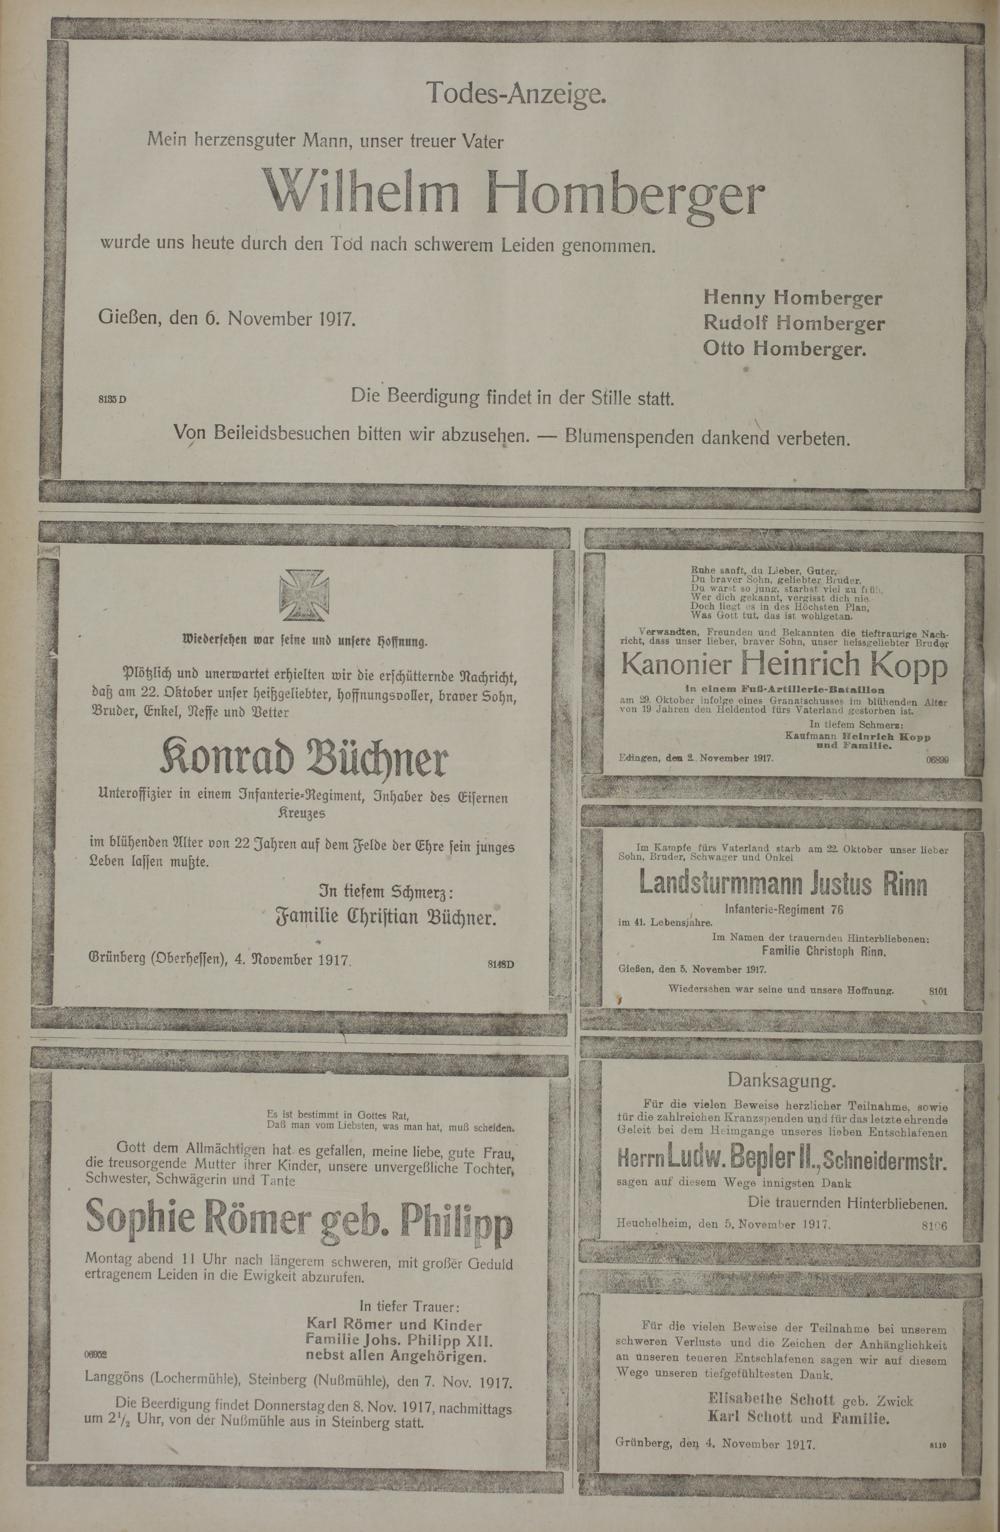 Todes-Anzeige.
Mein herzensguter Mann, unser treuer Vater
Wilhelm Homberger
wurde uns heute durch den Tod nach schwerem Leiden genommen.
Henny Homberger
Rudolf Homberger
Otto Homberger.
Gießen, den 6. November 1917.
Die Beerdigung findet in der Stille statt.
8135 D
Von Beileidsbesuchen bitten wir abzusehen. — Blumenspenden dankend verbeten.
Wiedersehen war seine und unsere Hoffnung.
Plötzlich und unerwartet erhielten wir die erschütternde Nachricht,
daß am 22. Oktober unser heißgeliebter, hoffnungsvoller, braver Sohn,
Bruder, Enkel, Neffe und Vetter
Konrad Büchner
Unteroffizier in einem Infanterie-Regiment, Inhaber des Eisernen
Kreuzes
im blühenden Alter von 22 Jahren auf dem Felde der Ehre sein junges
Leben lassen mußte.
In tiefem Schmerz:
Familie Christian Büchner.
Grünberg (Oberhessen), 4. November 1917.
8148D
Es ist bestimmt in Gottes Rat,
Daß man vom Liebsten, was man hat, muß scheiden.
Gott dem Allmächtigen hat es gefallen, meine liebe, gute Frau,
die treusorgende Mutter ihrer Kinder, unsere unvergeßliche Tochter,
Schwester, Schwägerin und Tante
Sophie Römer geb. Philipp
Montag abend 11 Uhr nach längerem schweren, mit großer Geduld
ertragenem Leiden in die Ewigkeit abzurufen.
In tiefer Trauer:
Karl Römer und Kinder
Familie Johs. Philipp XII.
nebst allen Angehörigen.
06952
Langgöns (Lochermühle), Steinberg (Nußmühle), den 7. Nov. 1917.
Die Beerdigung findet Donnerstag den 8. Nov. 1917, nachmittags
um 2½ Uhr, von der Nußmühle aus in Steinberg statt.
Ruhe sanft, du Lieber, Guter,
Du braver Sohn, geliebter Bruder,
Du warst so jung, starbst viel zu früh,
Wer dich gekannt, vergisst dich nie.
Doch liegt es in des Höchsten Plan,
Was Gott tut, das ist wohlgetan.
Verwandten, Freunden und Bekannten die tieftraurige Nach-
richt, dass unser lieber, braver Sohn, unser heissgeliebter Bruder
Kanonier Heinrich Kopp
in einem Fuß-Artillerie-Bataillon
am 29. Oktober infolge eines Granatschusses im blühenden Alter
von 19 Jahren den Heldentod fürs Vaterland gestorben ist.
In tiefem Schmerz:
Kaufmann Heinrich Kopp
und Familie.
Edingen, den 2. November 1917.
06899
Im Kampfe fürs Vaterland starb am 22. Oktober unser lieber
Sohn, Bruder, Schwager und Onkel
Landsturmmann Justus Rinn
Infanterie-Regiment 76
im 41. Lebensjahre.
Im Namen der trauernden Hinterbliebenen:
Familie Christoph Rinn.
Gießen, den 5. November 1917.
Wiedersehen war seine und unsere Hoffnung.
8101
Danksagung.
Für die vielen Beweise herzlicher Teilnahme, sowie
für die zahlreichen Kranzspenden und für das letzte ehrende
Geleit bei dem Heimgange unseres lieben Entschlafenen
Herrn Ludw. Bepler II., Schneidermstr.
sagen auf diesem Wege innigsten Dank
Die trauernden Hinterbliebenen.
Heuchelheim, den 5. November 1917.
Für die vielen Beweise der Teilnahme bei unserem
schweren Verluste und die Zeichen der Anhänglichkeit
an unseren teueren Entschlafenen sagen wir auf diesem
Wege unseren tiefgefühltesten Dank.
Elisabethe Schott geb. Zwick
Karl Schott und Familie.
Grünberg, den 4. November 1917.
8110